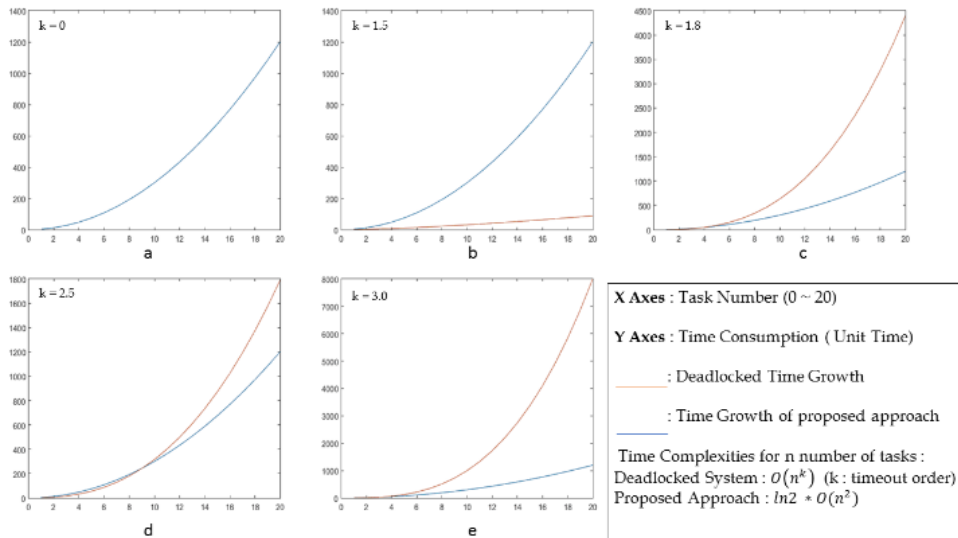 k = 0
1400
1200
1000
800
600
400
200
0
0 2 4 6 8 10 12 14 16 18 20
a
k = 1.5
1400
1200
1000
800
600
400
200
0
0 2 4 6 8 10 12 14 16 18 20
b
k = 1.8
4500
4000
3500
3000
2500
2000
1500
1000
500
0
0 2 4 6 8 10 12 14 16 18 20
c
k = 2.5
1800
1600
1400
1200
1000
800
600
400
200
0
0 2 4 6 8 10 12 14 16 18 20
d
k = 3.0
8000
7000
6000
5000
4000
3000
2000
1000
0
0 2 4 6 8 10 12 14 16 18 20
e
X Axes : Task Number (0 ~ 20)
Y Axes : Time Consumption ( Unit Time)
: Deadlocked Time Growth
: Time Growth of proposed approach
Time Complexities for n number of tasks :
Deadlocked System : O(n^k) (k : timeout order)
Proposed Approach : ln2 * O(n²)